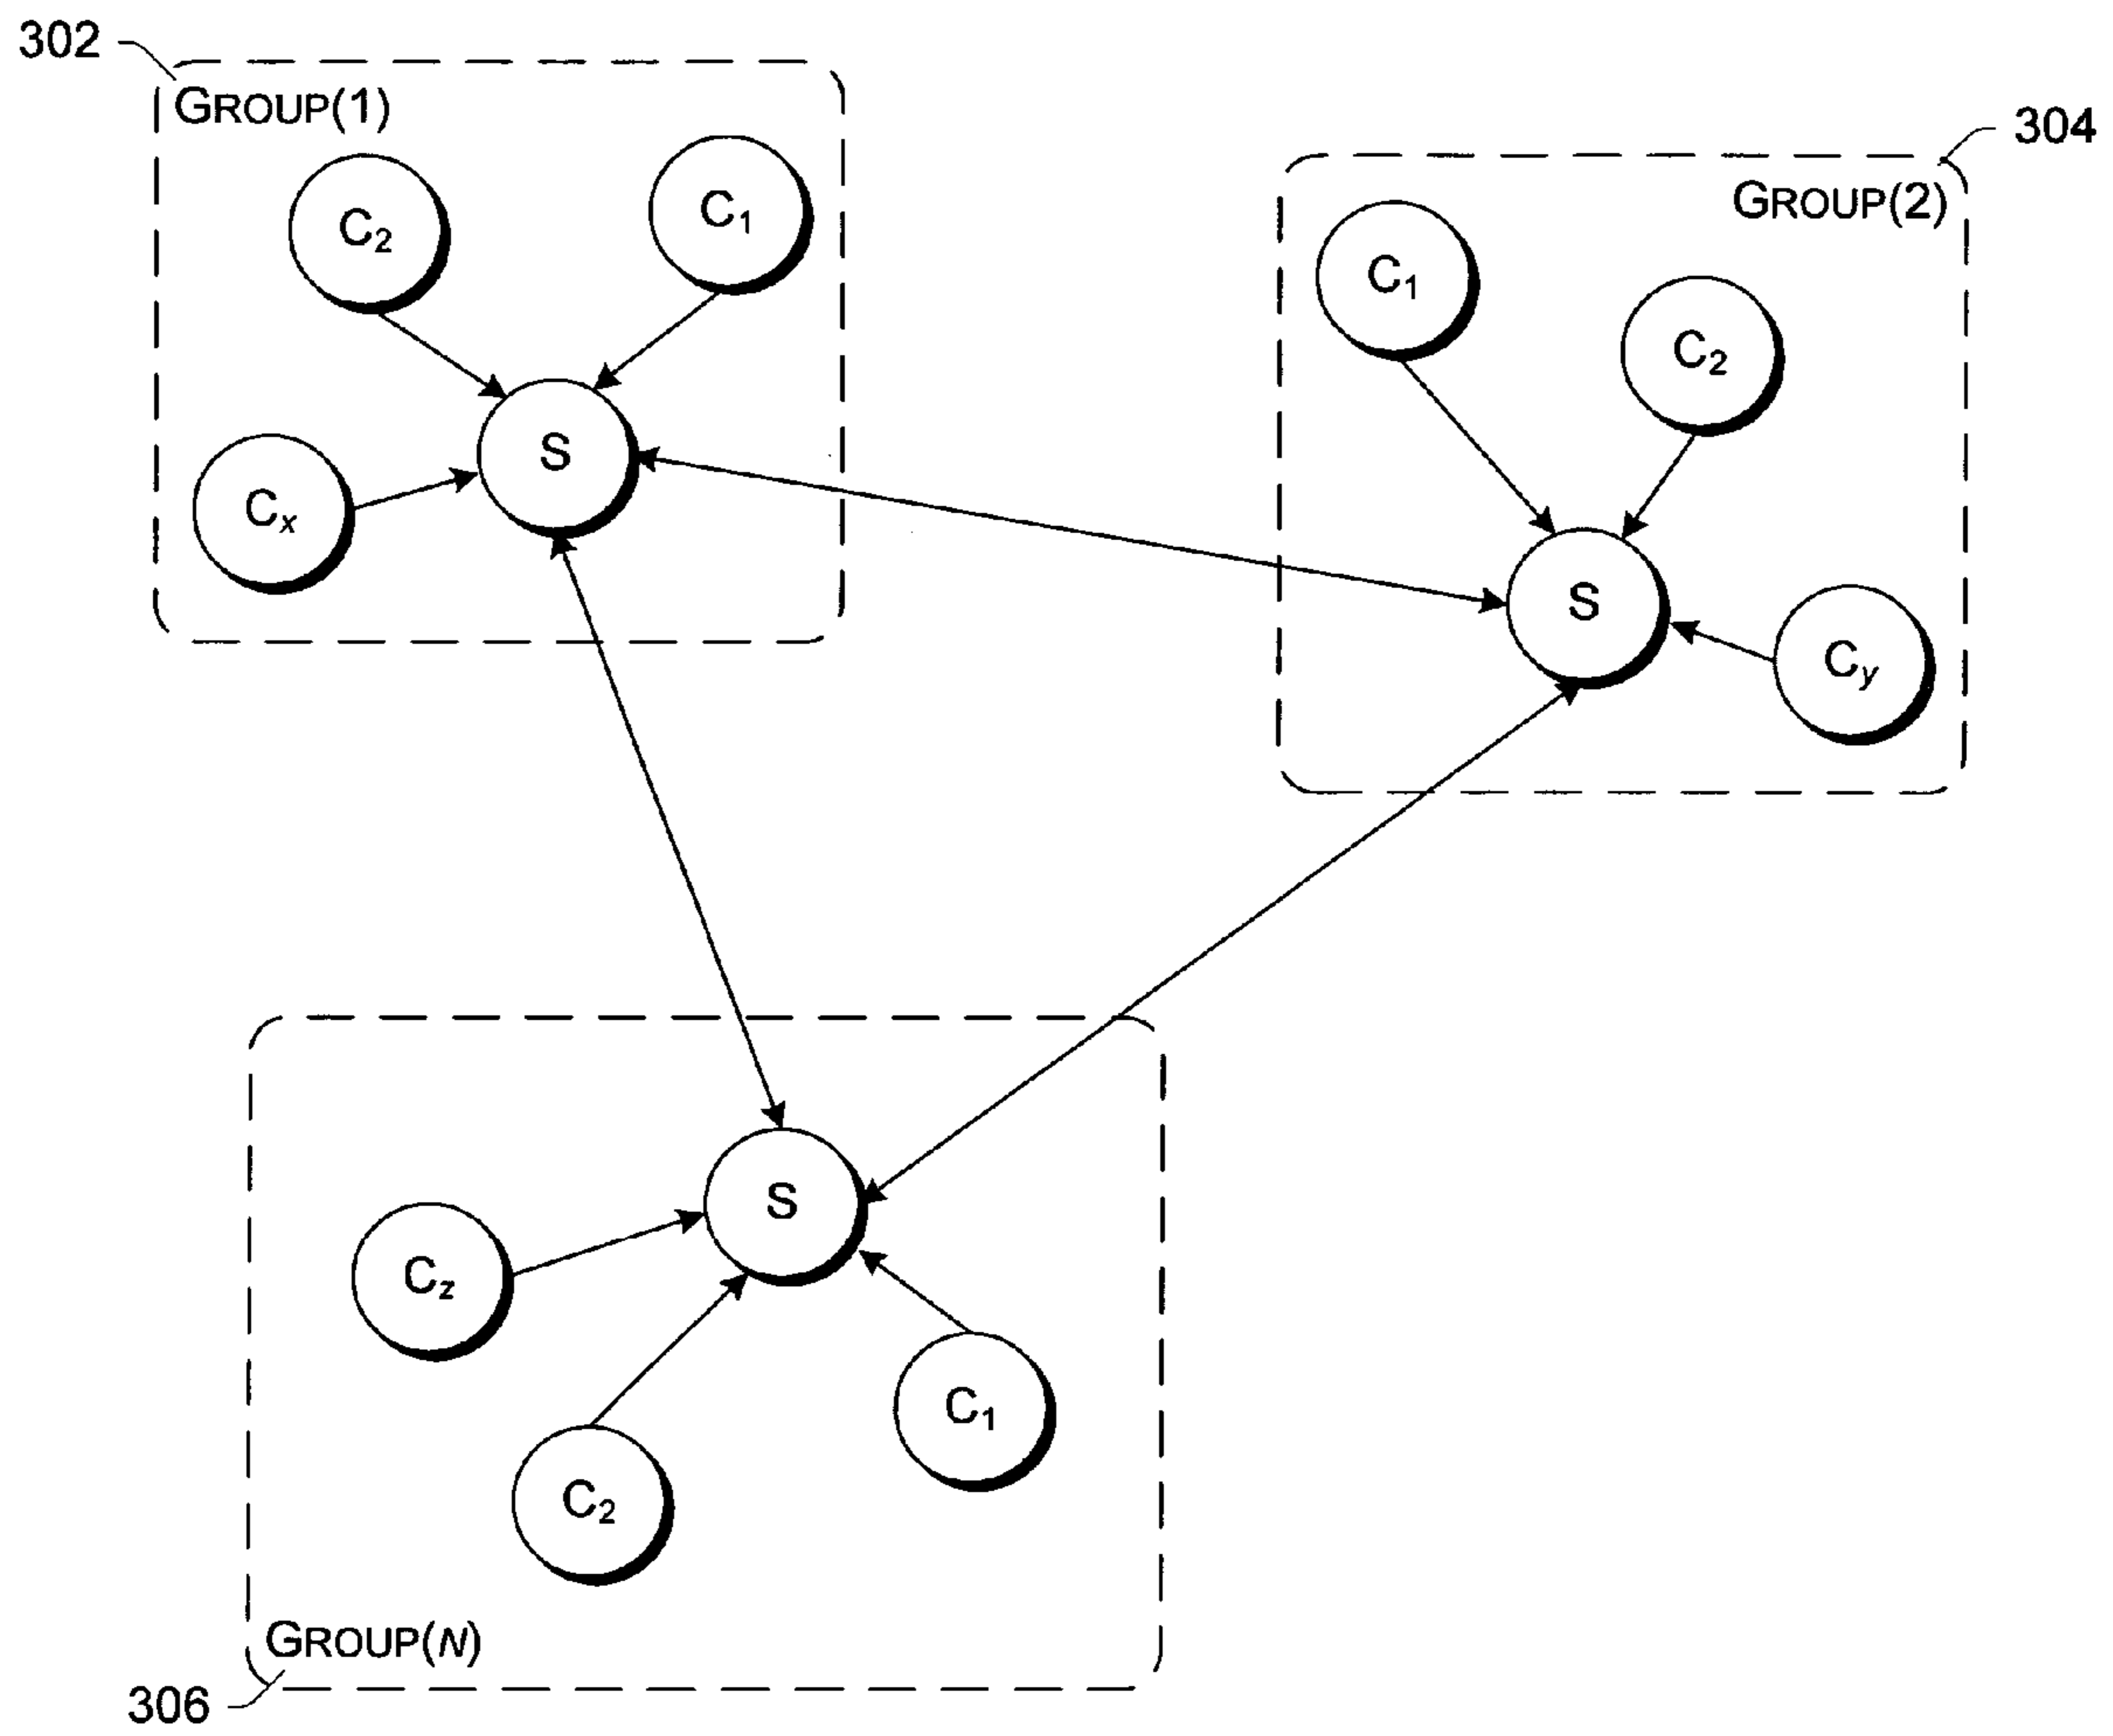 302
GROUP(1)
304
GROUP(2)
C2
C1
C1
C2
S
Cx
S
Cy
S
Cz
C1
C2
GROUP(N)
306